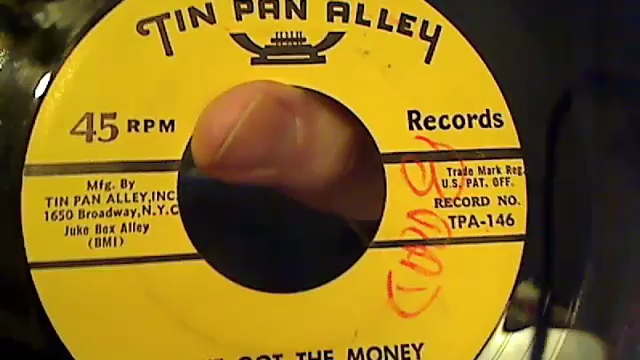 TIN PAN ALLEY
45 RPM
Records
Mfg. By
TIN PAN ALLEY, INC.
1650 Broadway, N.Y.C
Juke Box Alley
(BMI)
Trade Mark Reg.
U.S. PAT. OFF.
RECORD NO.
TPA-146
GOT THE MONEY